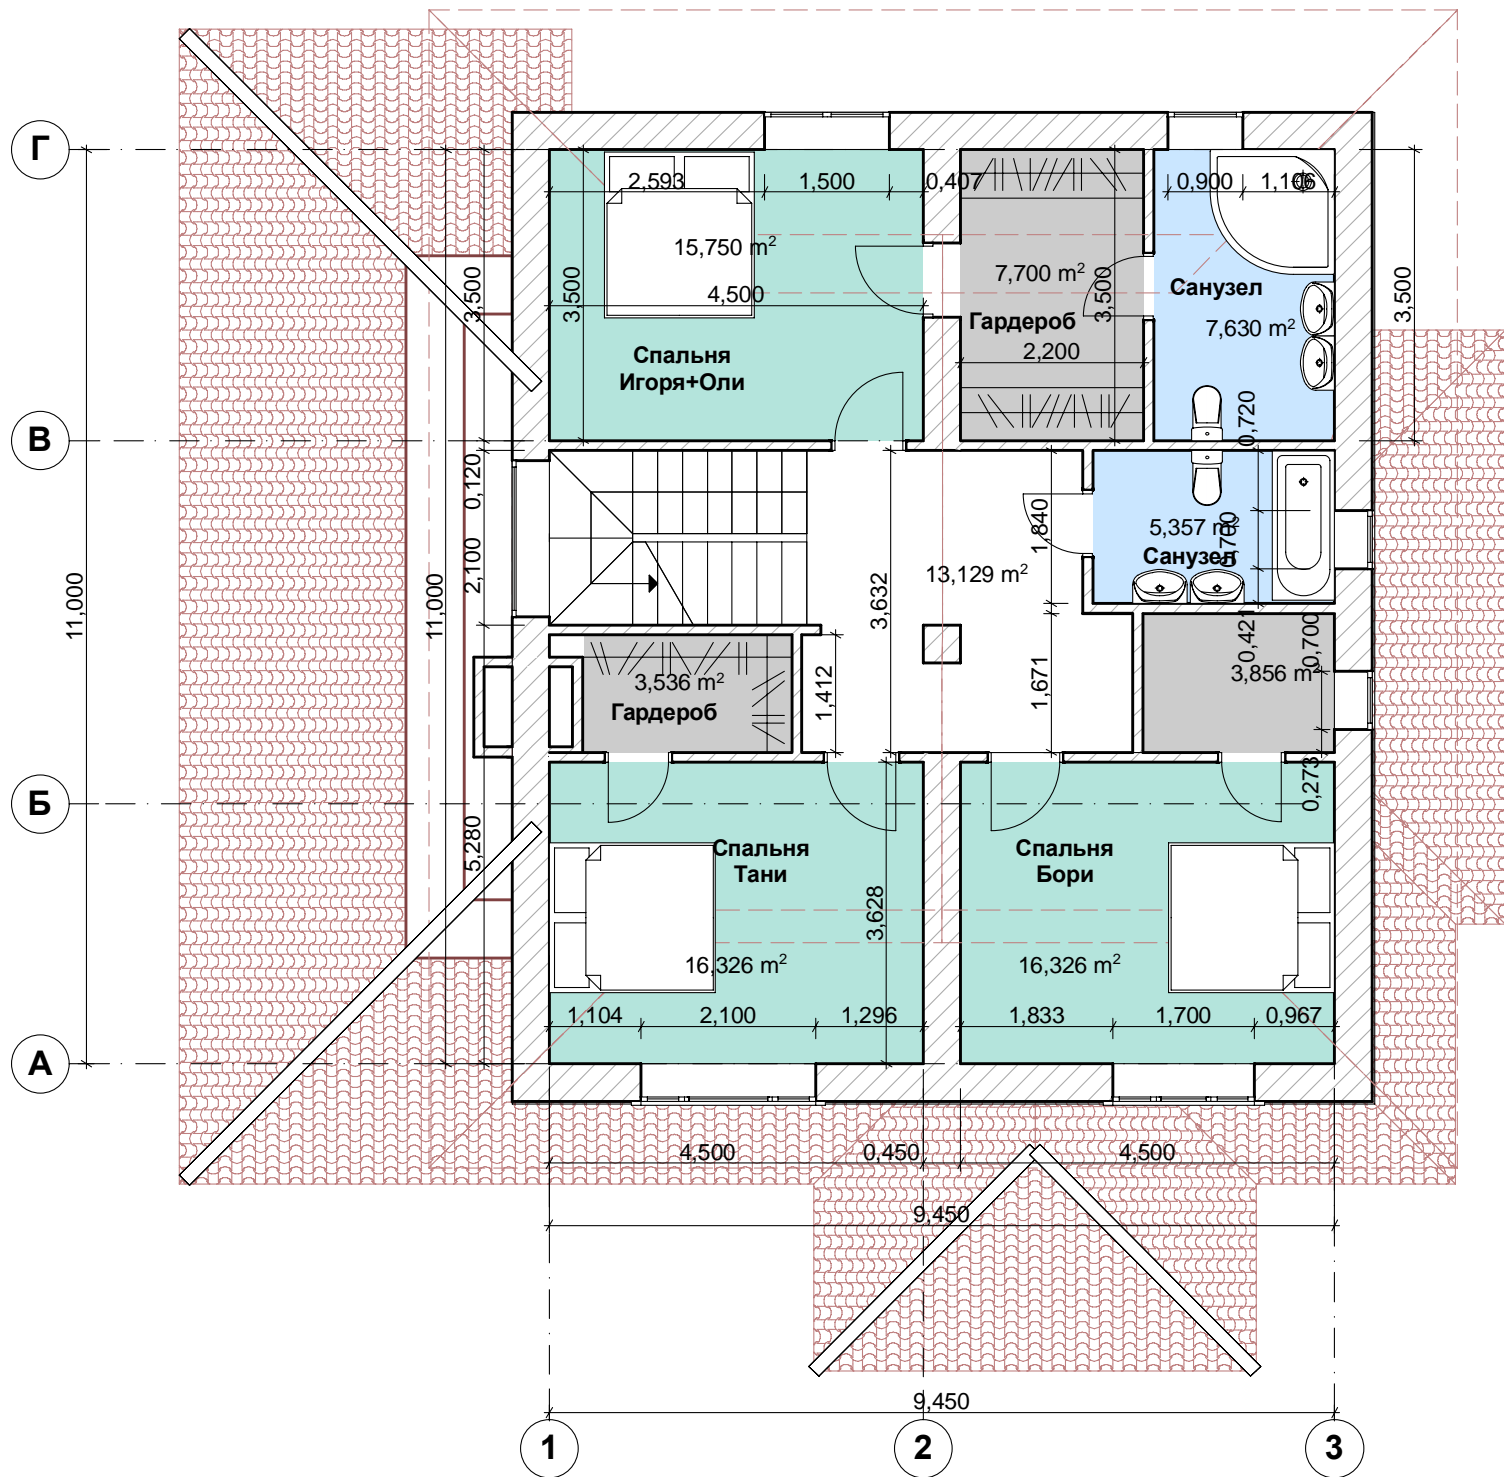 Г
2,593
1,500
0,407
0,900
1,106
15,750 m²
4,500
3,500
3,500
Спальня
Игоря+Оли
7,700 m²
3,500
Гардероб
2,200
Санузел
7,630 m²
3,500
В
0,720
0,120
2,100
11,000
11,000
3,632
13,129 m²
1,840
5,357 m²
0,700
Санузел
0,421
0,700
3,856 m²
1,671
1,412
3,536 m²
Гардероб
0,273
Б
5,280
Спальня
Тани
3,628
16,326 m²
Спальня
Бори
16,326 m²
1,104
2,100
1,296
1,833
1,700
0,967
А
4,500
0,450
4,500
9,450
9,450
1
2
3